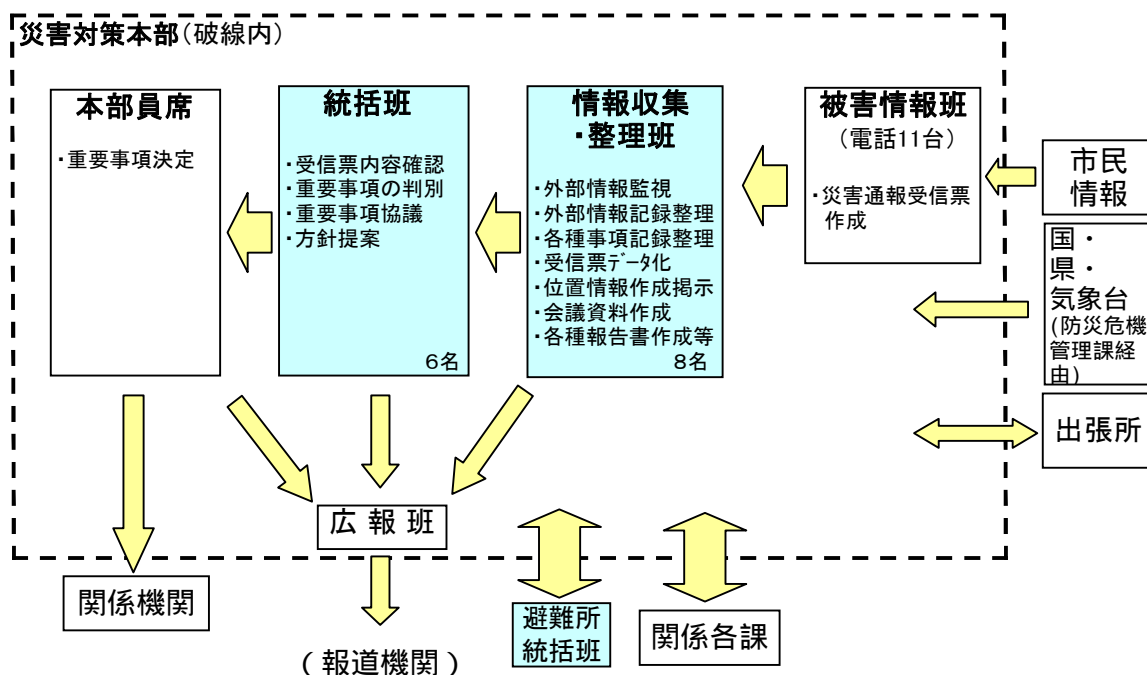 災害対策本部(破線内)
本部員席
・重要事項決定
統括班
・受信票内容確認
・重要事項の判別
・重要事項協議
・方針提案
6名
情報収集
・整理班
・外部情報監視
・外部情報記録整理
・各種事項記録整理
・受信票ﾃﾞｰﾀ化
・位置情報作成掲示
・会議資料作成
・各種報告書作成等
8名
被害情報班
(電話11台)
・災害通報受信票
作成
市民
情報
国・
県・
気象台
(防災危機
管理課経
由)
出張所
広報班
関係機関
(報道機関)
避難所
統括班
関係各課